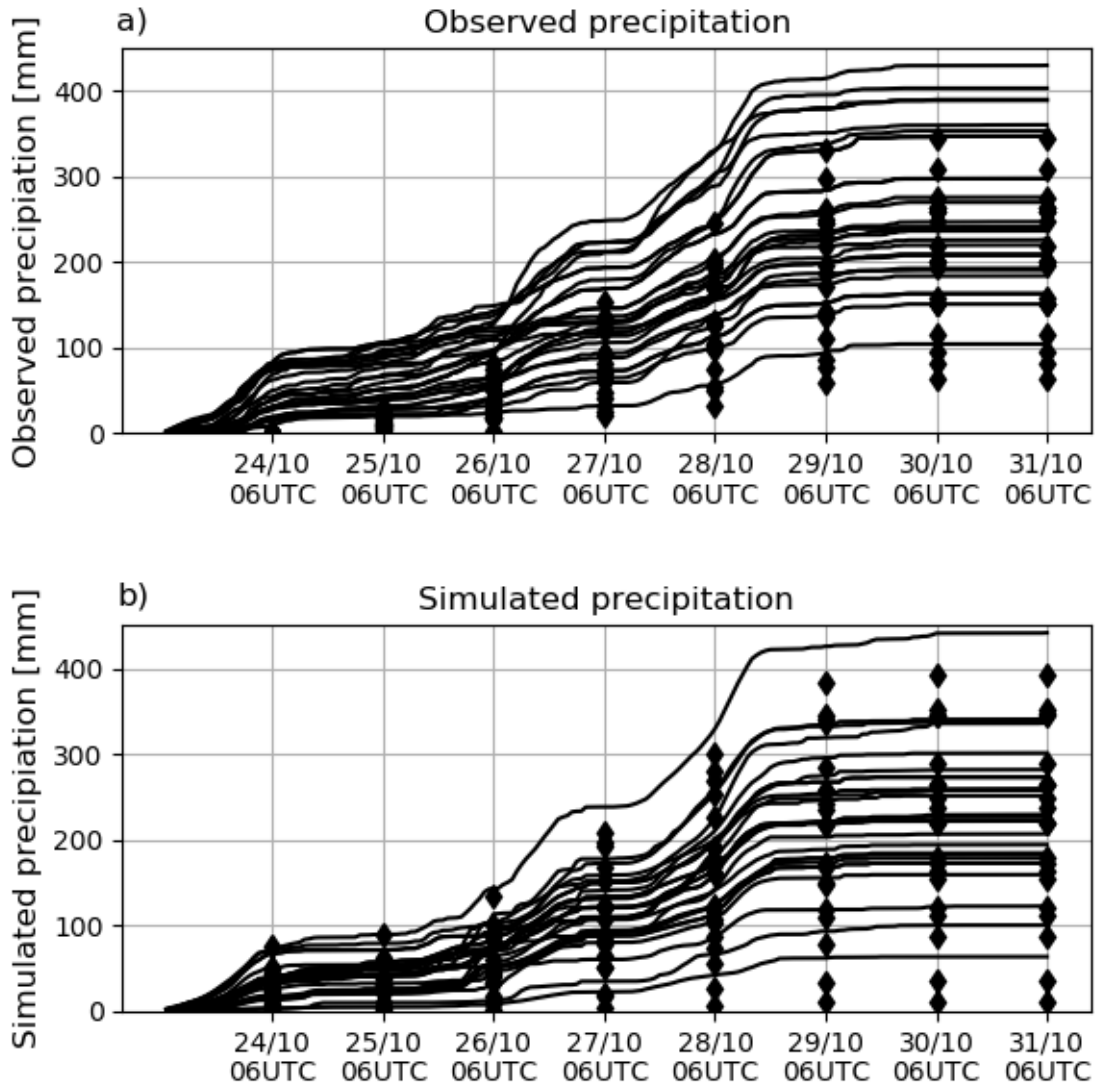 a)
Observed precipitation
Observed precipiation [mm]
400
300
200
100
0
24/10 25/10 26/10 27/10 28/10 29/10 30/10 31/10
06UTC 06UTC 06UTC 06UTC 06UTC 06UTC 06UTC 06UTC
b)
Simulated precipitation
Simulated precipiation [mm]
400
300
200
100
0
24/10 25/10 26/10 27/10 28/10 29/10 30/10 31/10
06UTC 06UTC 06UTC 06UTC 06UTC 06UTC 06UTC 06UTC